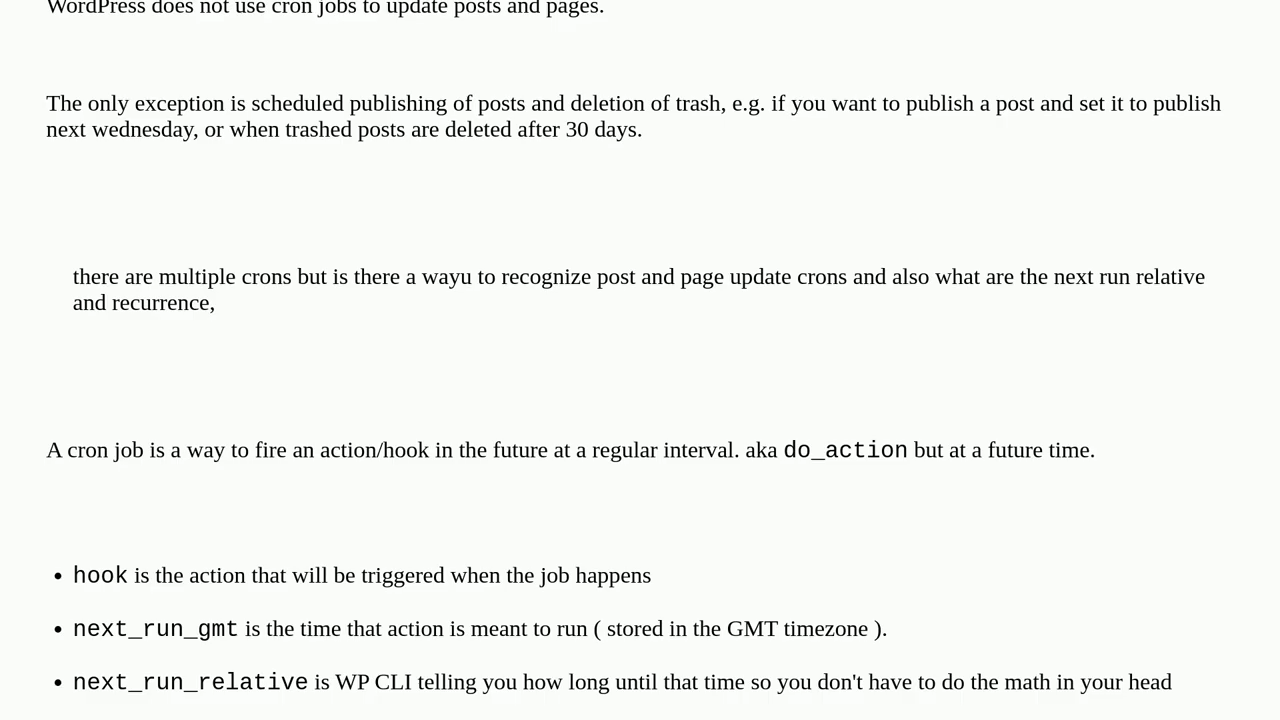 WordPress does not use cron jobs to update posts and pages.
The only exception is scheduled publishing of posts and deletion of trash, e.g. if you want to publish a post and set it to publish
next wednesday, or when trashed posts are deleted after 30 days.
there are multiple crons but is there a wayu to recognize post and page update crons and also what are the next run relative
and recurrence,
A cron job is a way to fire an action/hook in the future at a regular interval. aka do_action but at a future time.
• hook is the action that will be triggered when the job happens
• next_run_gmt is the time that action is meant to run ( stored in the GMT timezone ).
• next_run_relative is WP CLI telling you how long until that time so you don't have to do the math in your head